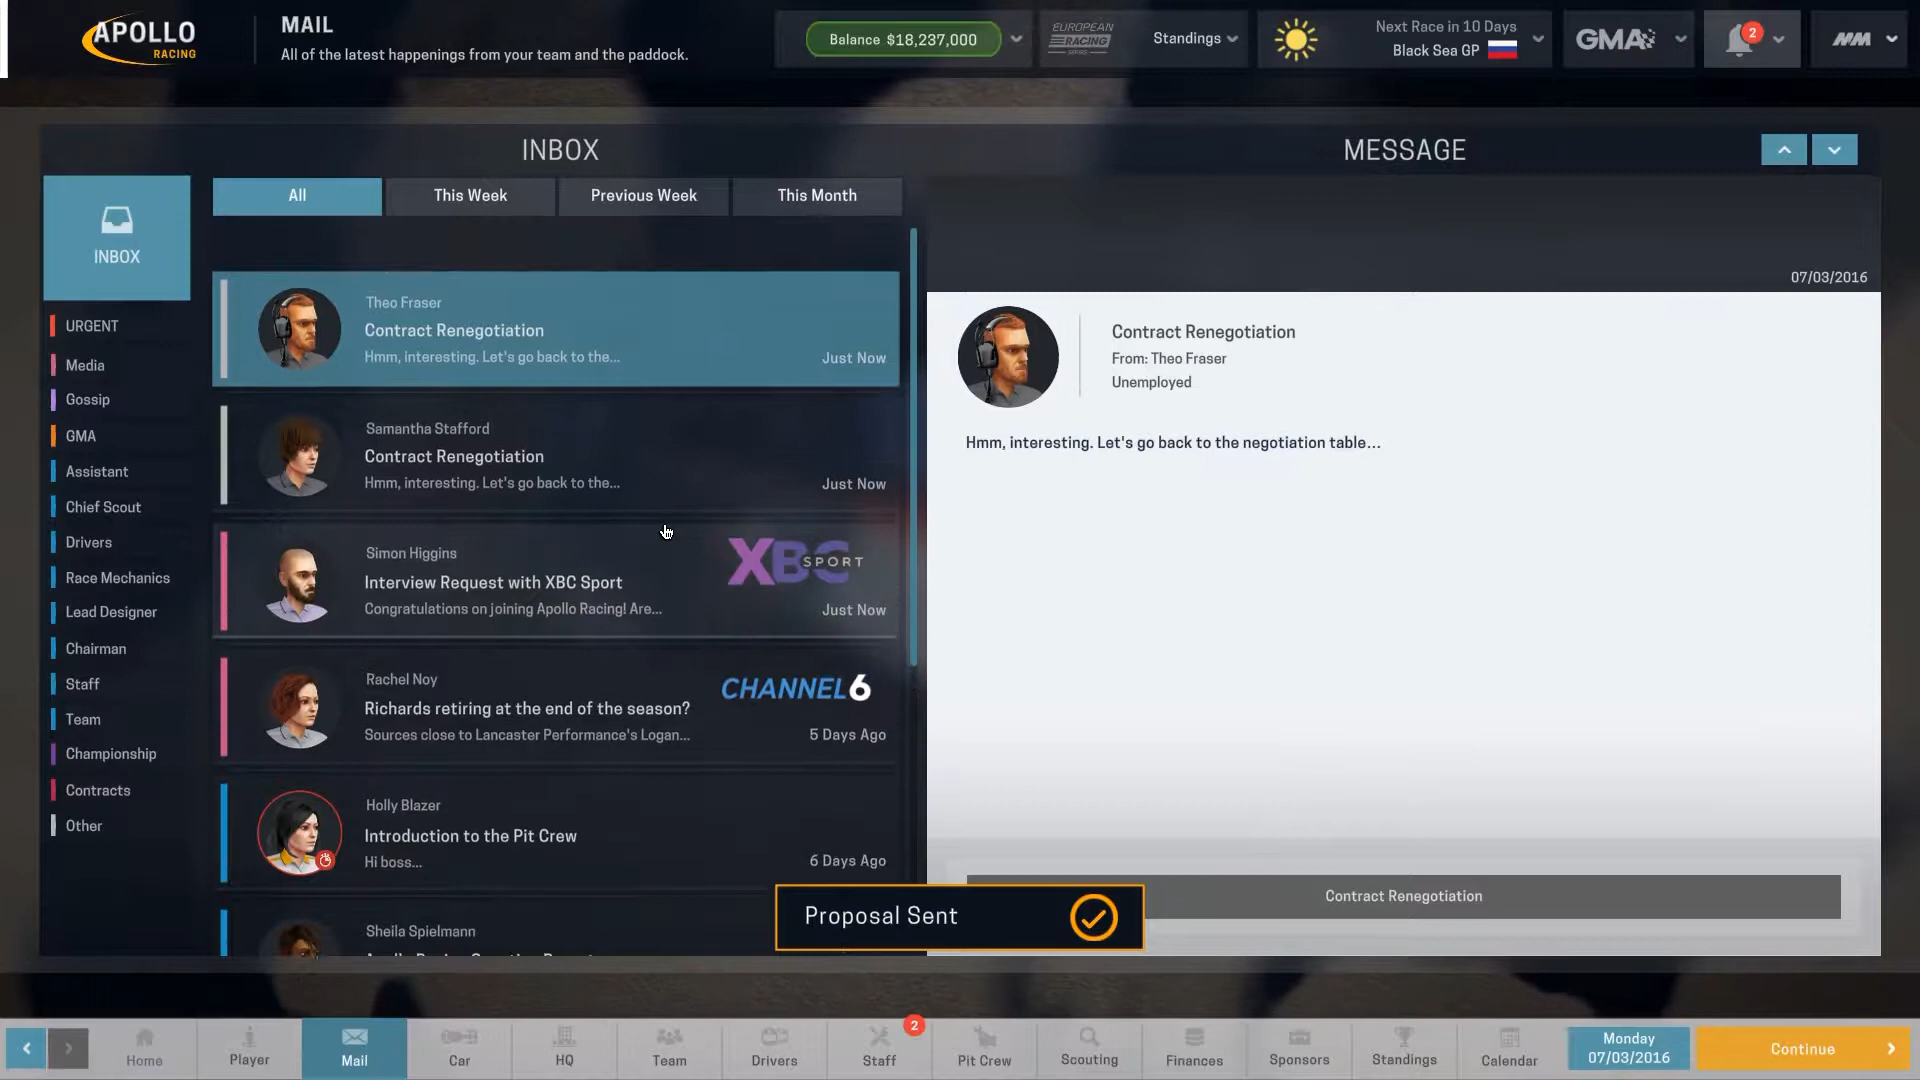 APOLLO
RACING
MAIL
All of the latest happenings from your team and the paddock.
Balance $18,237,000
EUROPEAN
RACING
SERIES
Standings
Next Race in 10 Days
Black Sea GP
GMA
2
MM
INBOX
MESSAGE
INBOX
All
This Week
Previous Week
This Month
07/03/2016
URGENT
Media
Gossip
GMA
Assistant
Chief Scout
Drivers
Race Mechanics
Lead Designer
Chairman
Staff
Team
Championship
Contracts
Other
Theo Fraser
Contract Renegotiation
Hmm, interesting. Let's go back to the...
Just Now
Samantha Stafford
Contract Renegotiation
Hmm, interesting. Let's go back to the...
Just Now
Simon Higgins
Interview Request with XBC Sport
Congratulations on joining Apollo Racing! Are...
XBC SPORT
Just Now
Rachel Noy
Richards retiring at the end of the season?
Sources close to Lancaster Performance's Logan...
CHANNEL6
5 Days Ago
Holly Blazer
Introduction to the Pit Crew
Hi boss...
6 Days Ago
Sheila Spielmann
Contract Renegotiation
From: Theo Fraser
Unemployed
Hmm, interesting. Let's go back to the negotiation table...
Contract Renegotiation
Proposal Sent
Home
Player
Mail
Car
HQ
Team
Drivers
2
Staff
Pit Crew
Scouting
Finances
Sponsors
Standings
Calendar
Monday
07/03/2016
Continue